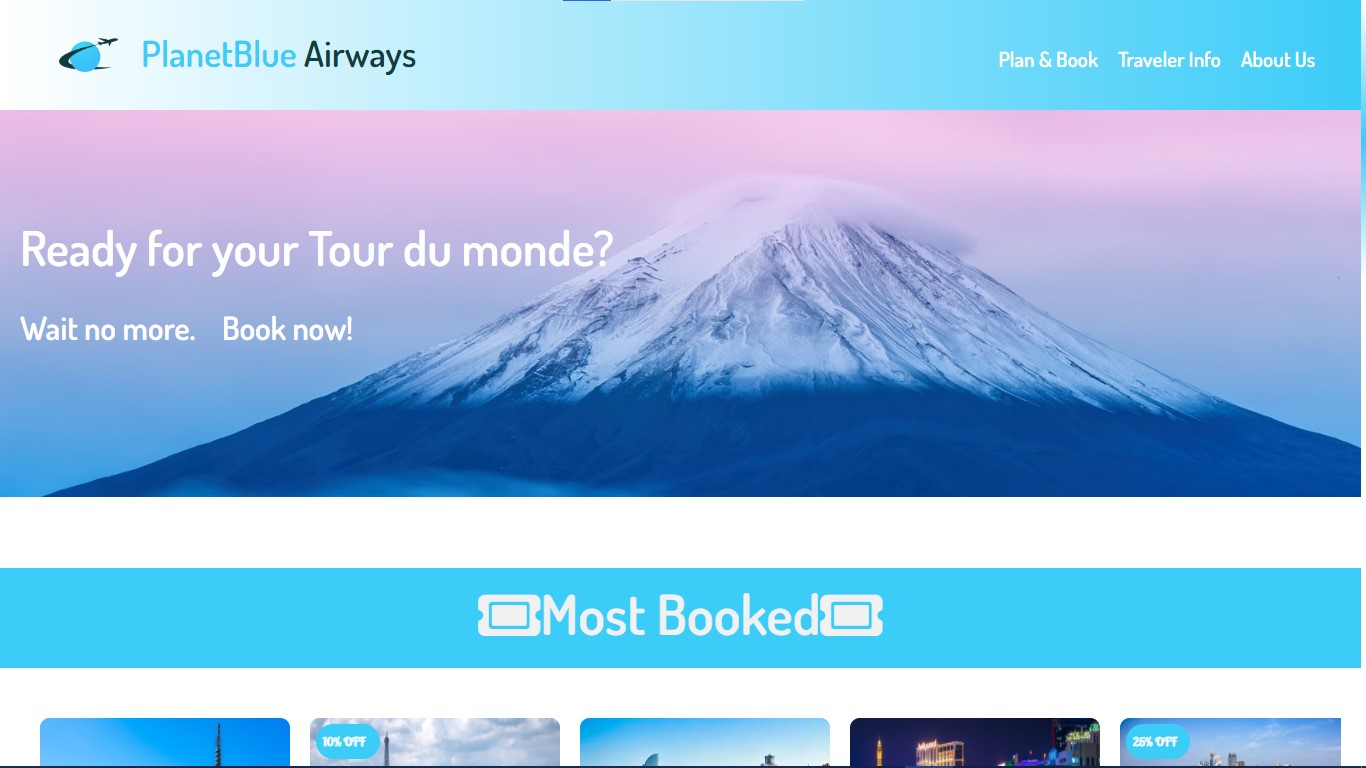 PlanetBlue Airways
Plan & Book Traveler Info About Us
Ready for your Tour du monde?
Wait no more. Book now!
Most Booked
10% OFF
25% OFF